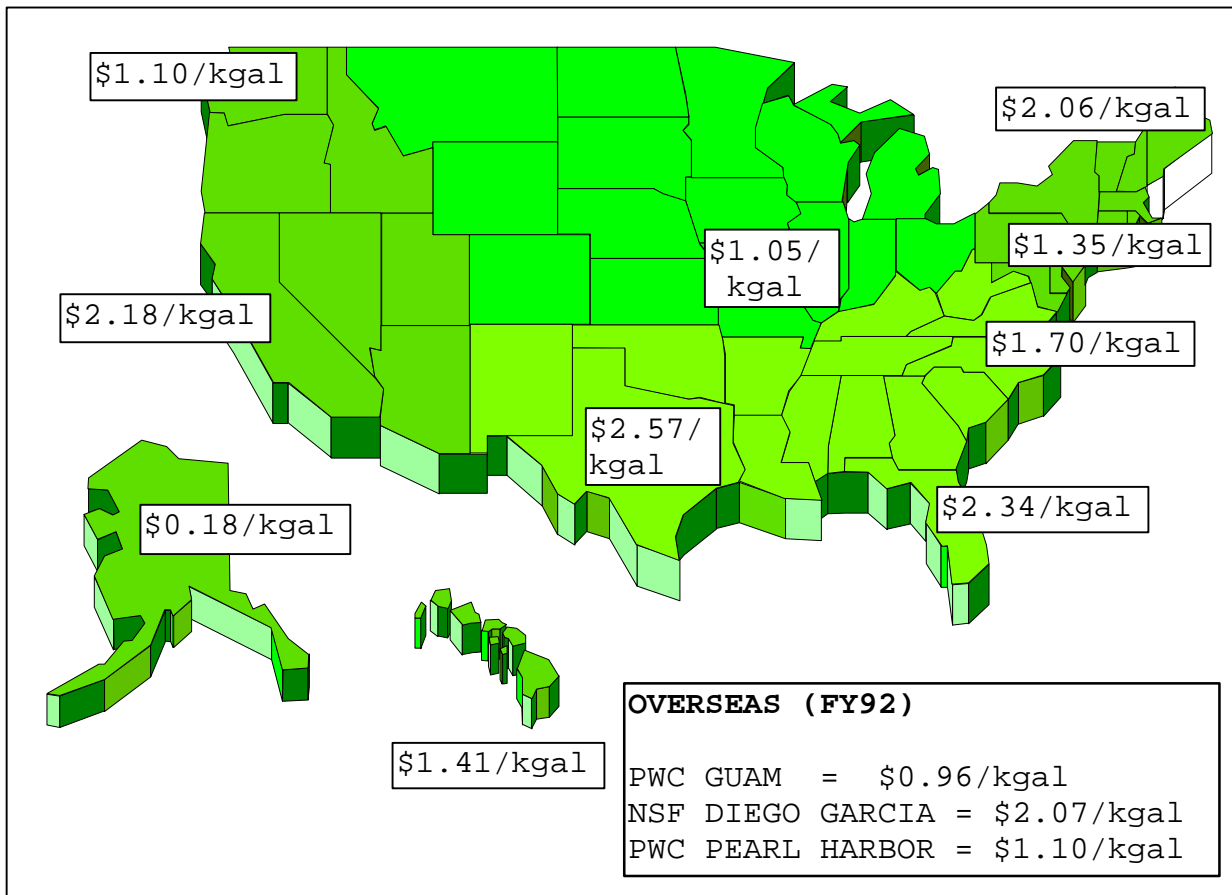 $1.10/kgal
$2.06/kgal
$1.35/kgal
$1.05/
kgal
$2.18/kgal
$1.70/kgal
$2.57/
kgal
$2.34/kgal
$0.18/kgal
$1.41/kgal
OVERSEAS (FY92)
PWC GUAM = $0.96/kgal
NSF DIEGO GARCIA = $2.07/kgal
PWC PEARL HARBOR = $1.10/kgal